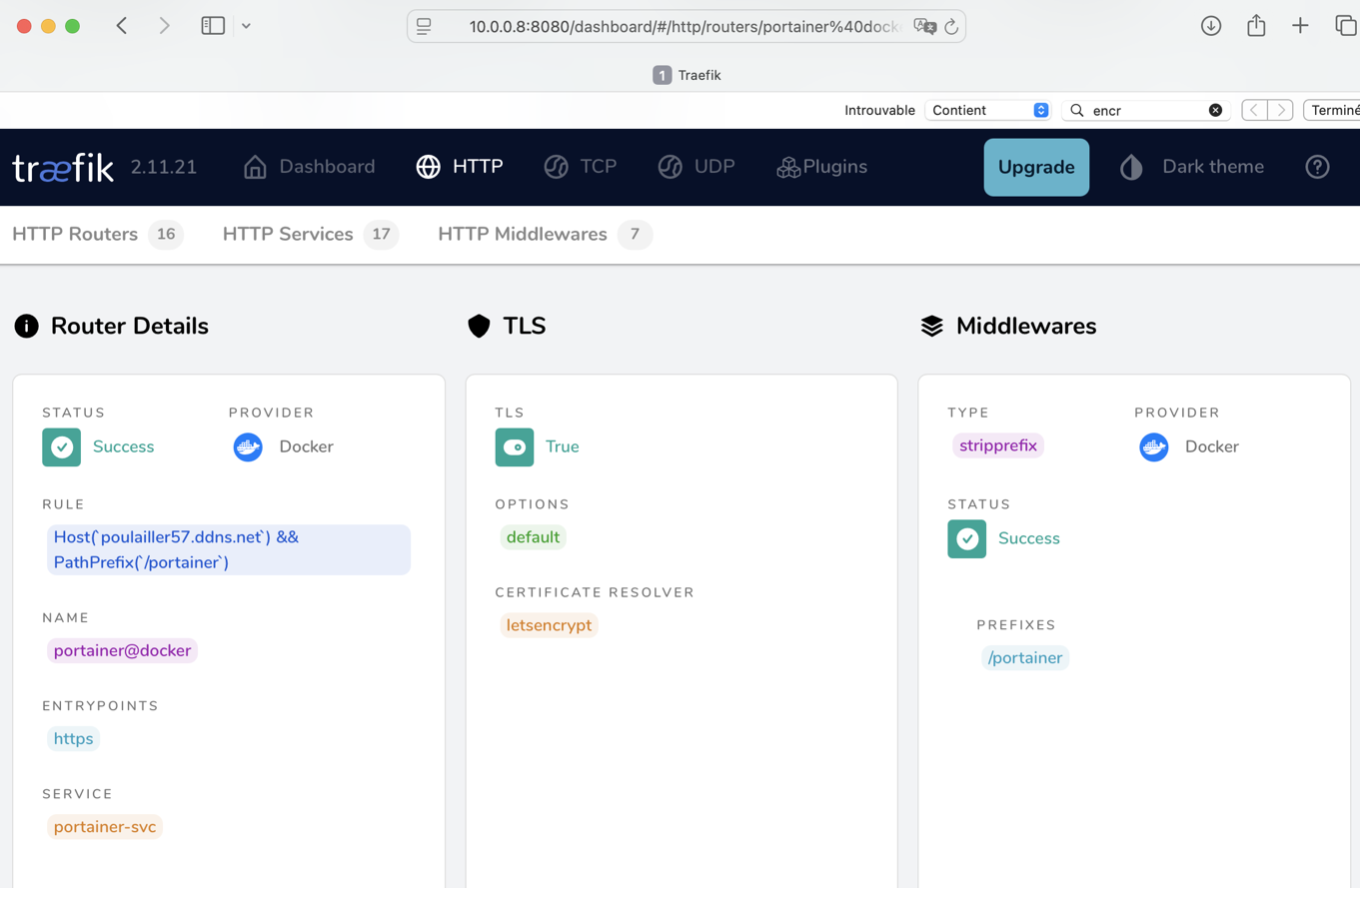 10.0.0.8:8080/dashboard/#/http/routers/portainer%40dock
1 Traefik
Introuvable Contient encr Terminé
træfik 2.11.21 Dashboard HTTP TCP UDP Plugins Upgrade Dark theme
HTTP Routers 16 HTTP Services 17 HTTP Middlewares 7
Router Details
STATUS PROVIDER
Success Docker
RULE
Host(`poulailler57.ddns.net`) &&
PathPrefix(`/portainer`)
NAME
portainer@docker
ENTRYPOINTS
https
SERVICE
portainer-svc
TLS
TLS
True
OPTIONS
default
CERTIFICATE RESOLVER
letsencrypt
Middlewares
TYPE PROVIDER
stripprefix Docker
STATUS
Success
PREFIXES
/portainer